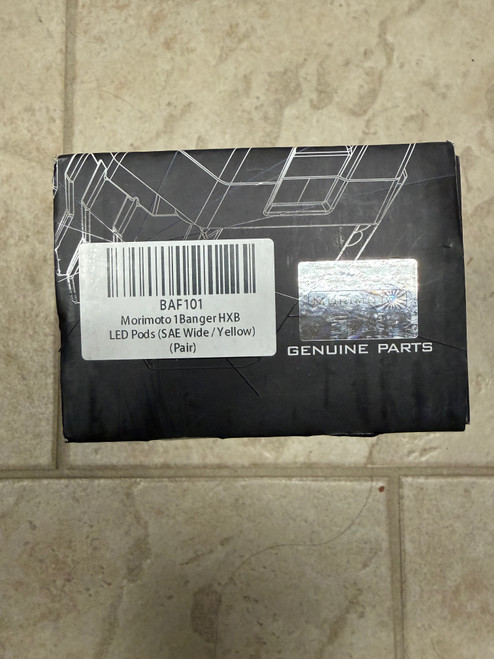 BAF101
Morimoto 1Banger HXB
LED Pods (SAE Wide / Yellow)
(Pair)
GENUINE PARTS